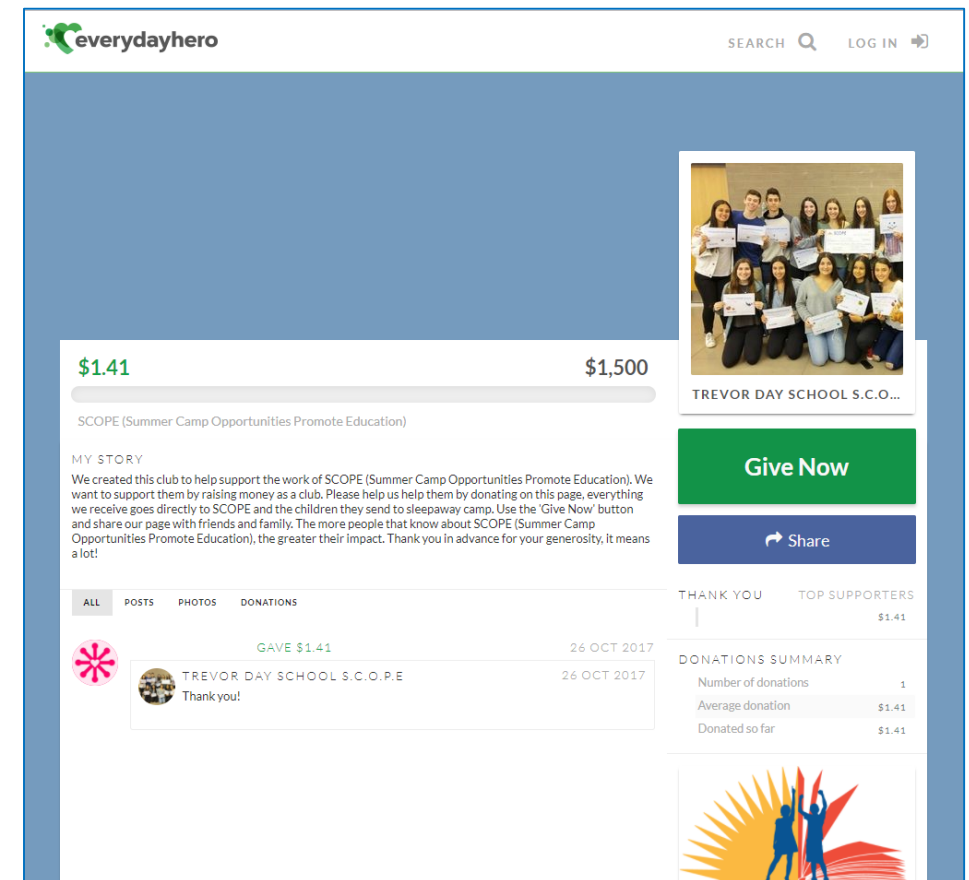 everydayhero
SEARCH
LOG IN
$1.41
$1,500
SCOPE (Summer Camp Opportunities Promote Education)
MY STORY
We created this club to help support the work of SCOPE (Summer Camp Opportunities Promote Education). We
want to support them by raising money as a club. Please help us help them by donating on this page, everything
we receive goes directly to SCOPE and the children they send to sleepaway camp. Use the 'Give Now' button
and share our page with friends and family. The more people that know about SCOPE (Summer Camp
Opportunities Promote Education), the greater their impact. Thank you in advance for your generosity, it means
a lot!
ALL POSTS PHOTOS DONATIONS
GAVE $1.41
26 OCT 2017
TREVOR DAY SCHOOL S.C.O.P.E
26 OCT 2017
Thank you!
TREVOR DAY SCHOOL S.C.O...
Give Now
Share
THANK YOU
TOP SUPPORTERS
$1.41
DONATIONS SUMMARY
Number of donations 1
Average donation $1.41
Donated so far $1.41